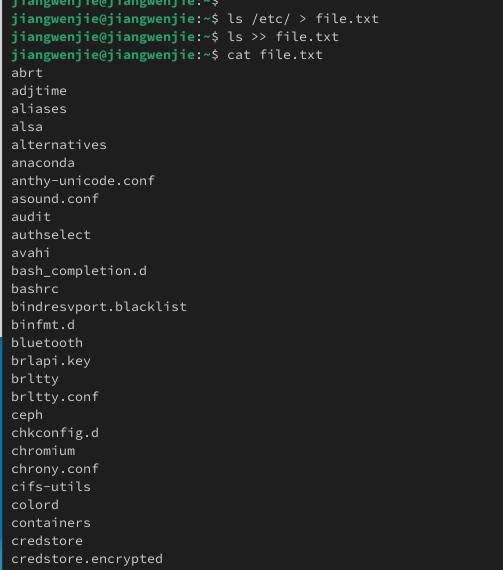 jiangwenjie@jiangwenjie:~$
jiangwenjie@jiangwenjie:~$ ls /etc/ > file.txt
jiangwenjie@jiangwenjie:~$ ls >> file.txt
jiangwenjie@jiangwenjie:~$ cat file.txt
abrt
adjtime
aliases
alsa
alternatives
anaconda
anthy-unicode.conf
asound.conf
audit
authselect
avahi
bash_completion.d
bashrc
bindresvport.blacklist
binfmt.d
bluetooth
brlapi.key
brltty
brltty.conf
ceph
chkconfig.d
chromium
chrony.conf
cifs-utils
colord
containers
credstore
credstore.encrypted